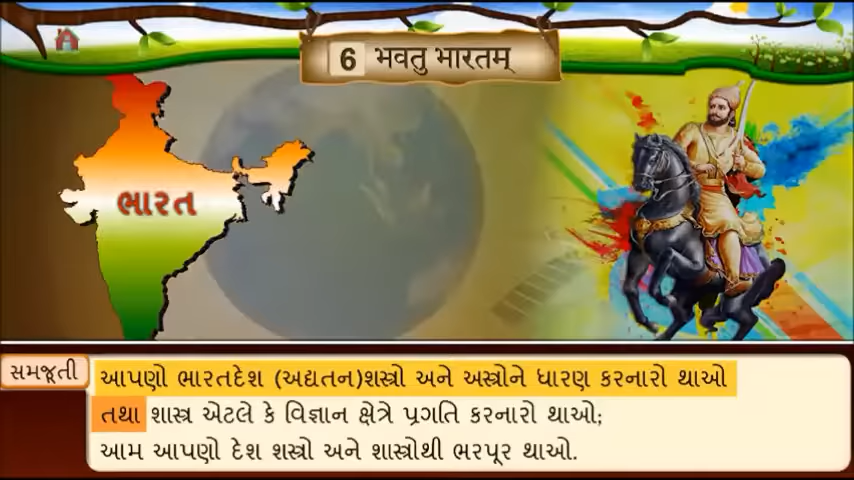 6 भवतु भारतम्
ભારત
સમજૂતી
આપણો ભારતદેશ (અદ્યતન)શસ્ત્રો અને અસ્ત્રોને ધારણ કરનારો થાઓ
તથા શાસ્ત્ર એટલે કે વિજ્ઞાન ક્ષેત્રે પ્રગતિ કરનારો થાઓ;
આમ આપણો દેશ શસ્ત્રો અને શાસ્ત્રોથી ભરપૂર થાઓ.